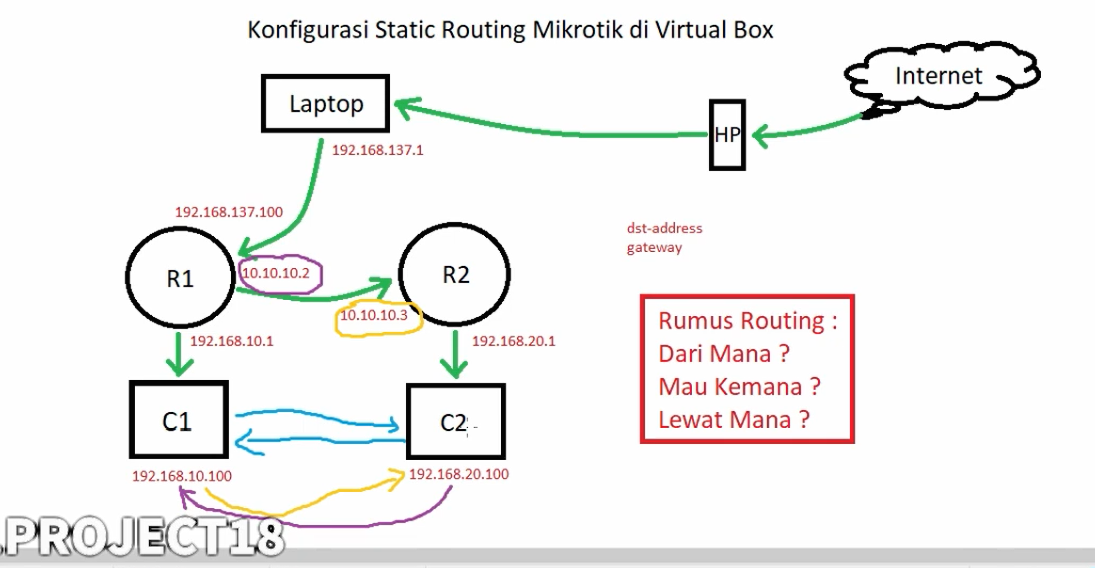 Konfigurasi Static Routing Mikrotik di Virtual Box
Internet
Laptop
HP
192.168.137.1
192.168.137.100
dst-address
gateway
R1
10.10.10.2
R2
10.10.10.3
192.168.10.1
192.168.20.1
Rumus Routing :
Dari Mana ?
Mau Kemana ?
Lewat Mana ?
C1
C2
192.168.10.100
192.168.20.100
.PROJECT18